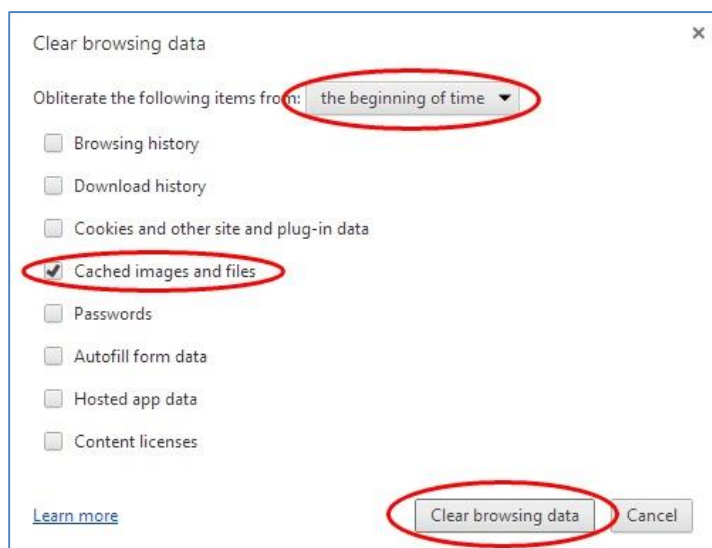 Clear browsing data
Obliterate the following items from: the beginning of time
Browsing history
Download history
Cookies and other site and plug-in data
Cached images and files
Passwords
Autofill form data
Hosted app data
Content licenses
Learn more Clear browsing data Cancel